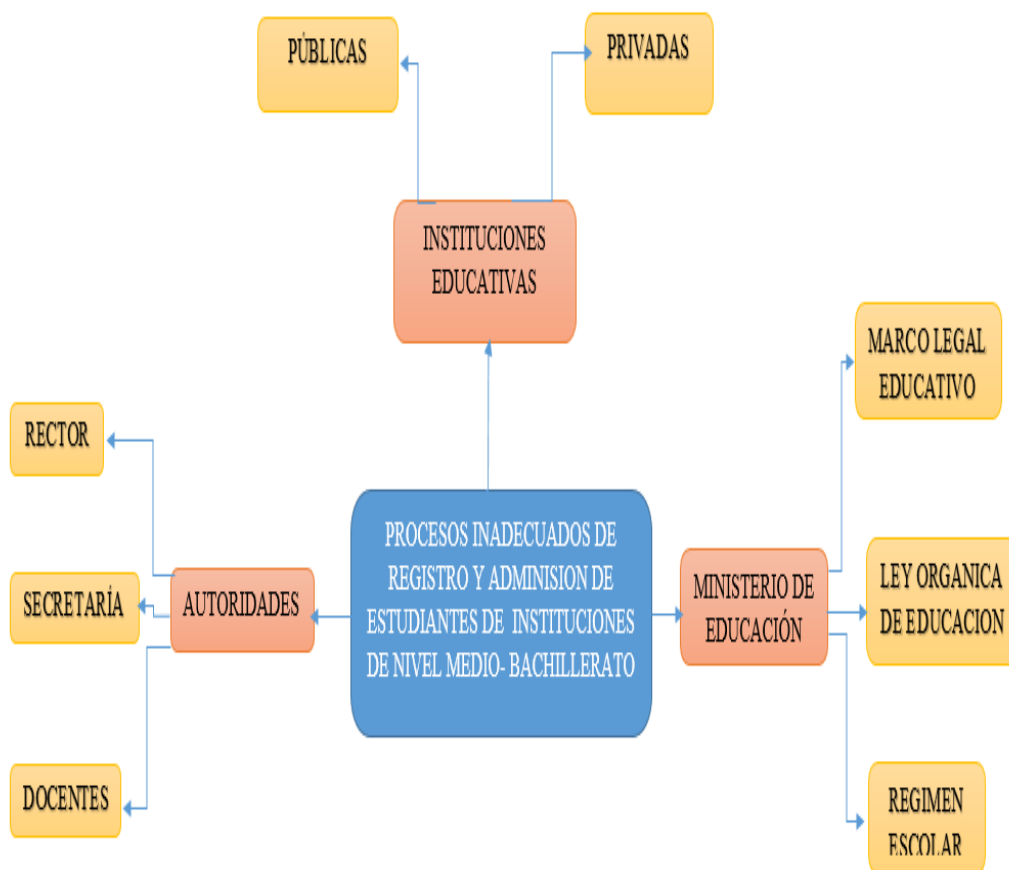 PÚBLICAS
PRIVADAS
INSTITUCIONES
EDUCATIVAS
MARCO LEGAL
EDUCATIVO
RECTOR
PROCESOS INADECUADOS DE
REGISTRO Y ADMINISION DE
ESTUDIANTES DE INSTITUCIONES
DE NIVEL MEDIO- BACHILLERATO
SECRETARÍA
AUTORIDADES
MINISTERIO DE
EDUCACIÓN
LEY ORGANICA
DE EDUCACION
DOCENTES
REGIMEN
ESCOLAR